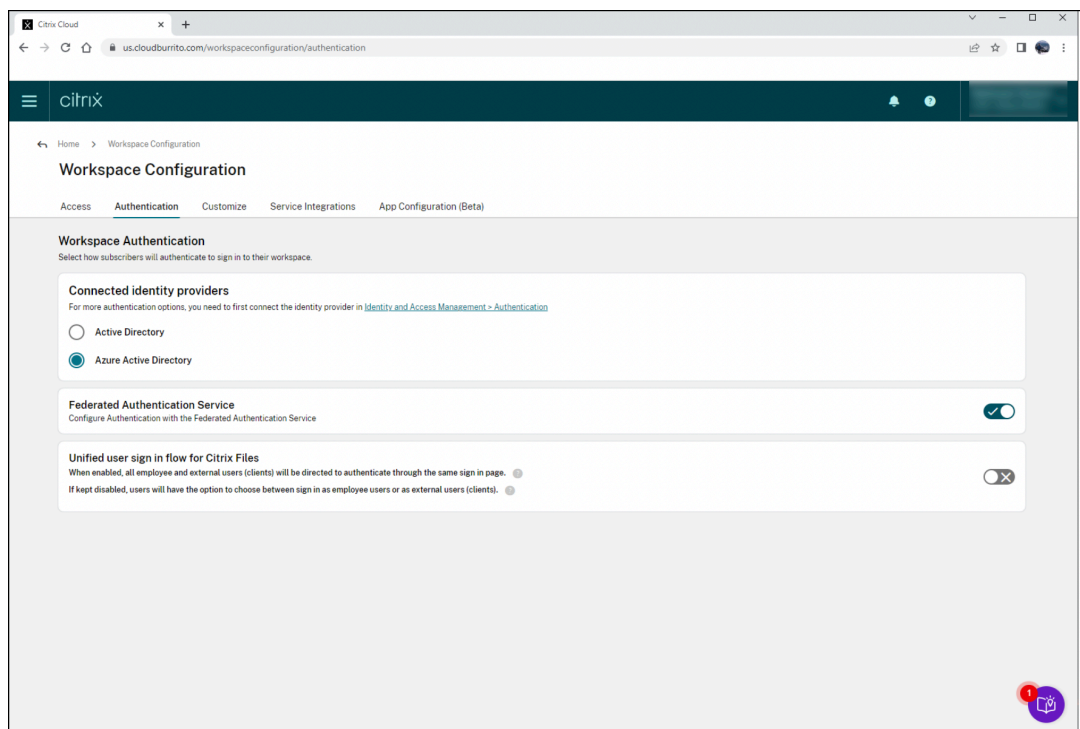 Citrix Cloud
us.cloudburrito.com/workspaceconfiguration/authentication
citrix
Home > Workspace Configuration
Workspace Configuration
Access Authentication Customize Service Integrations App Configuration (Beta)
Workspace Authentication
Select how subscribers will authenticate to sign in to their workspace.
Connected identity providers
For more authentication options, you need to first connect the identity provider in Identity and Access Management > Authentication
Active Directory
Azure Active Directory
Federated Authentication Service
Configure Authentication with the Federated Authentication Service
Unified user sign in flow for Citrix Files
When enabled, all employee and external users (clients) will be directed to authenticate through the same sign in page. ?
If kept disabled, users will have the option to choose between sign in as employee users or as external users (clients). ?
1